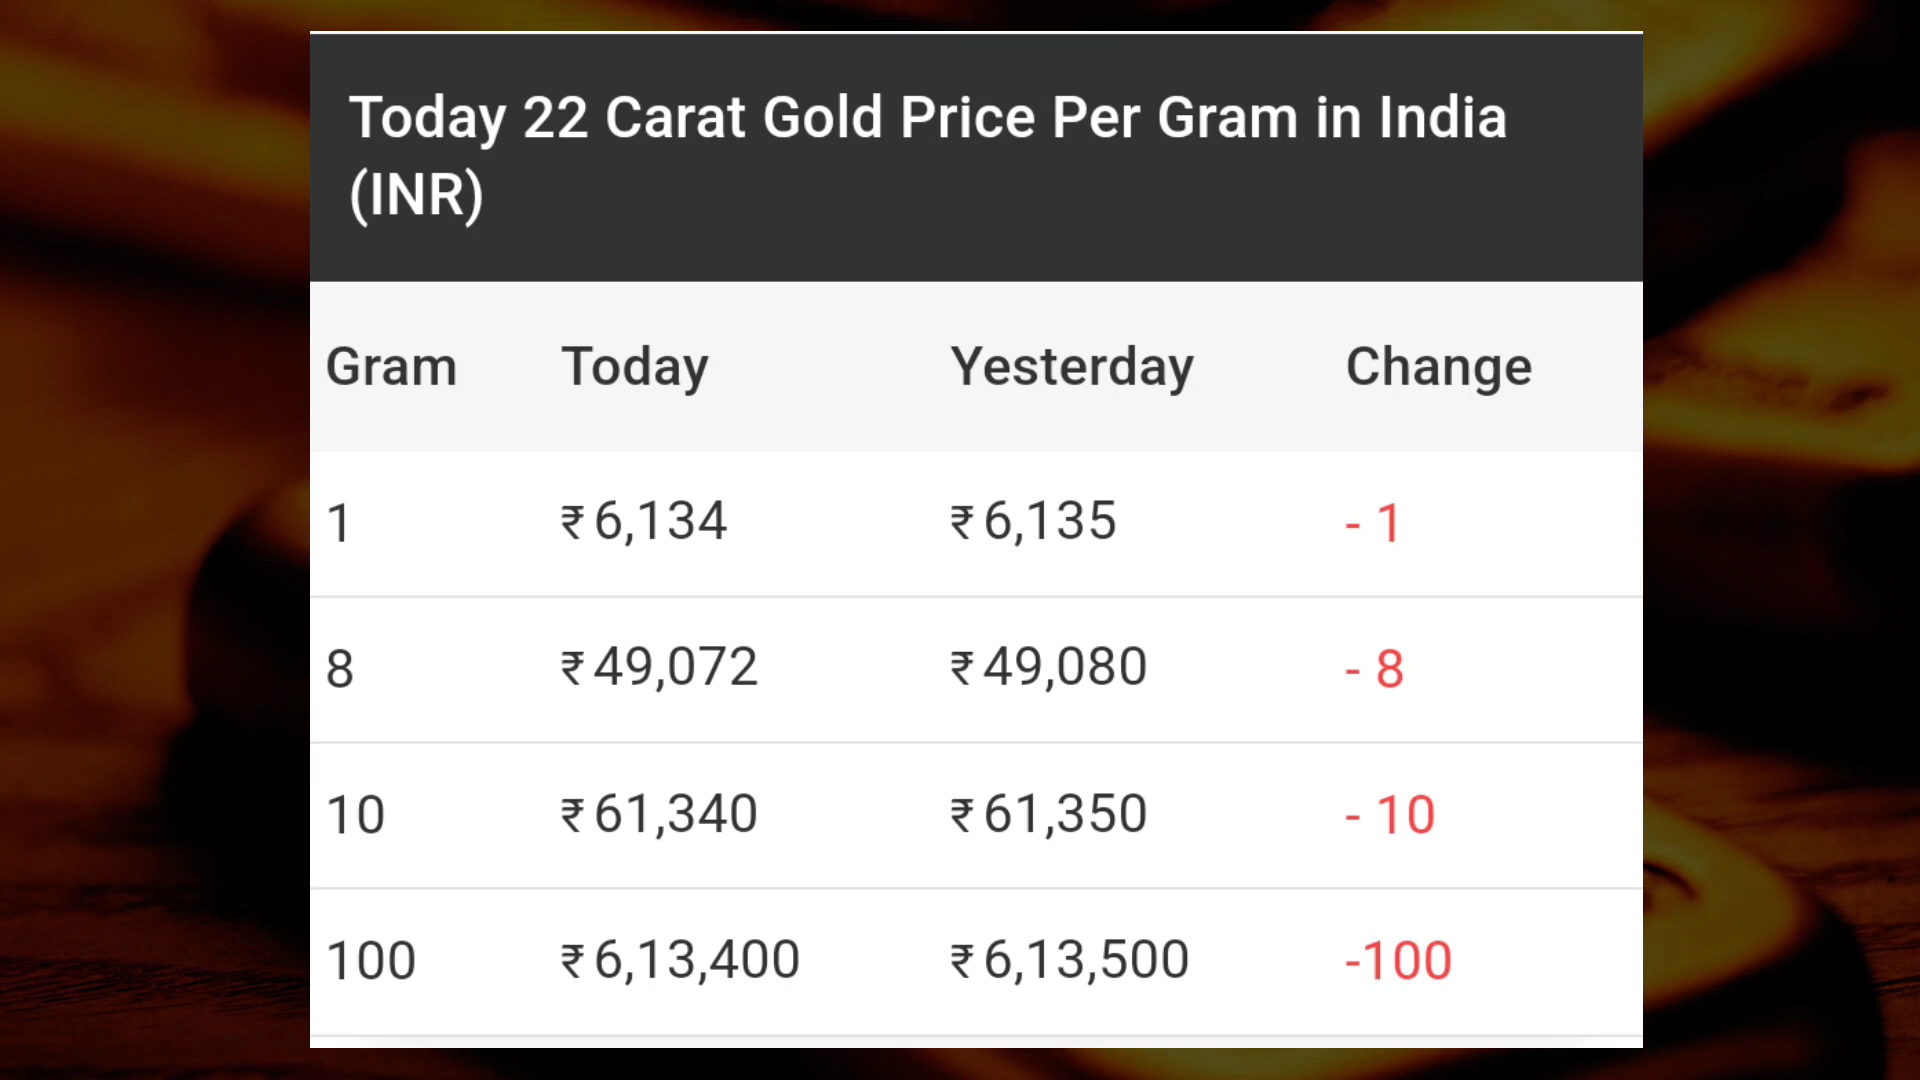 Today 22 Carat Gold Price Per Gram in India
(INR)
Gram Today Yesterday Change
1 ₹ 6,134 ₹ 6,135 - 1
8 ₹ 49,072 ₹ 49,080 - 8
10 ₹ 61,340 ₹ 61,350 - 10
100 ₹ 6,13,400 ₹ 6,13,500 -100